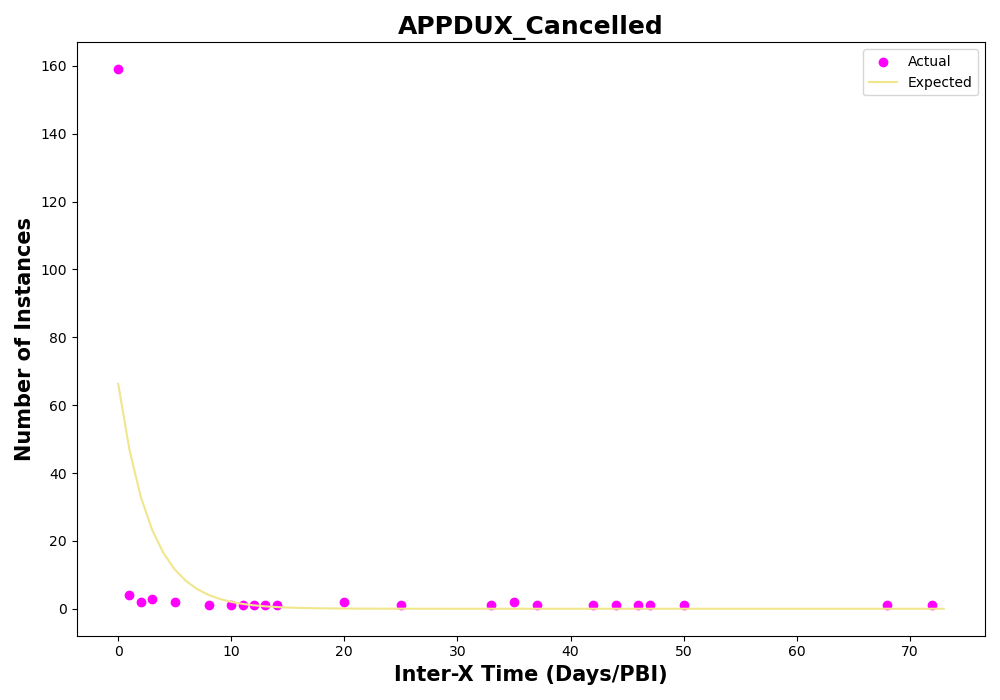 APPDUX_Cancelled
Actual
Expected
160
140
120
100
80
60
40
20
0
Number of Instances
0 10 20 30 40 50 60 70
Inter-X Time (Days/PBI)